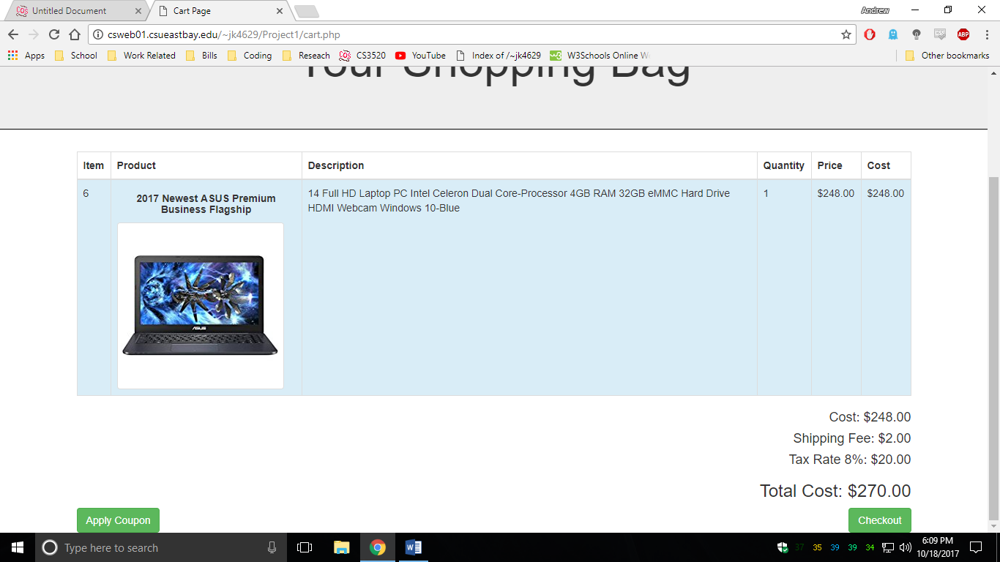 Untitled Document
Cart Page
Andrew
csweb01.csueastbay.edu/~jk4629/Project1/cart.php
ABP
Apps School Work Related Bills Coding Reseach CS3520 YouTube Index of /~jk4629 W3Schools Online W Other bookmarks
Your Shopping Bag
Item Product Description Quantity Price Cost
6 2017 Newest ASUS Premium Business Flagship
14 Full HD Laptop PC Intel Celeron Dual Core-Processor 4GB RAM 32GB eMMC Hard Drive
HDMI Webcam Windows 10-Blue
1 $248.00 $248.00
ASUS
Cost: $248.00
Shipping Fee: $2.00
Tax Rate 8%: $20.00
Total Cost: $270.00
Apply Coupon
Checkout
Type here to search
37 35 39 39 34
6:09 PM
10/18/2017